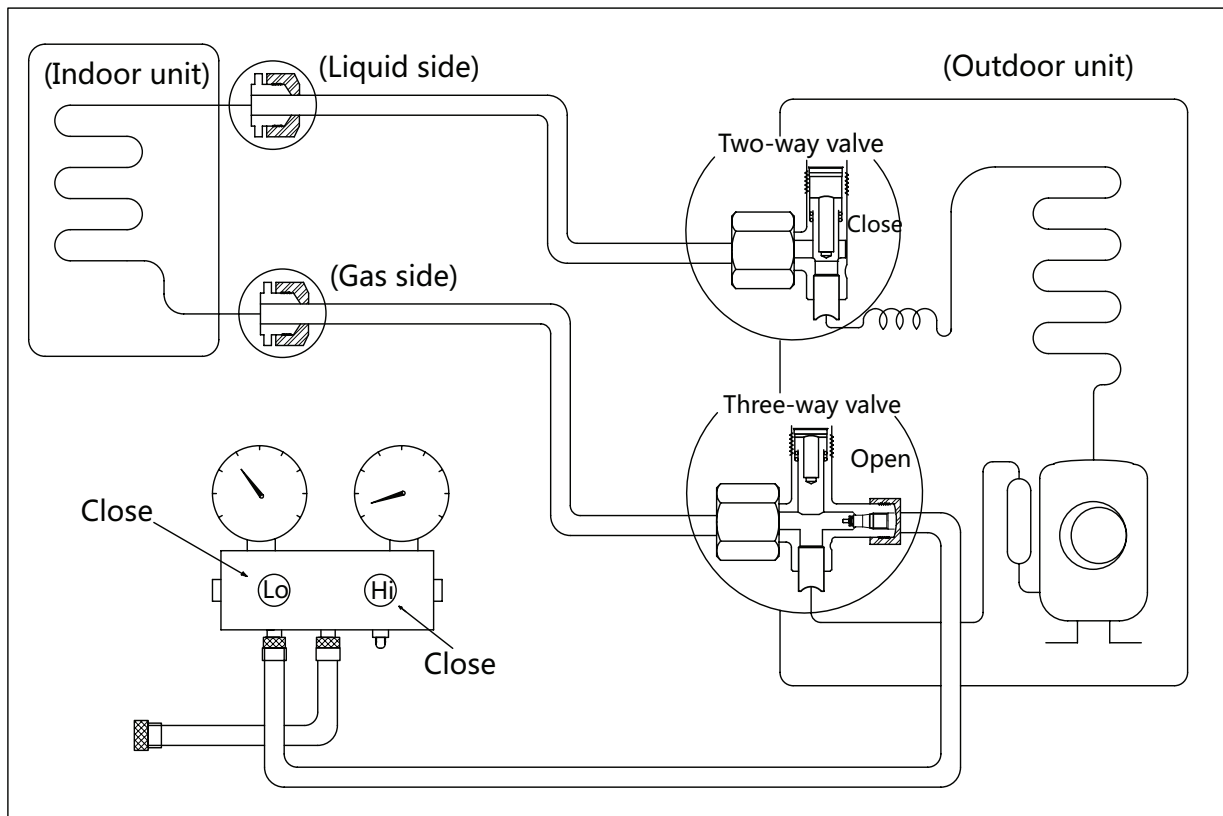 (Indoor unit)
(Liquid side)
(Outdoor unit)
Two-way valve
Close
(Gas side)
Three-way valve
Open
Close
Lo
Hi
Close